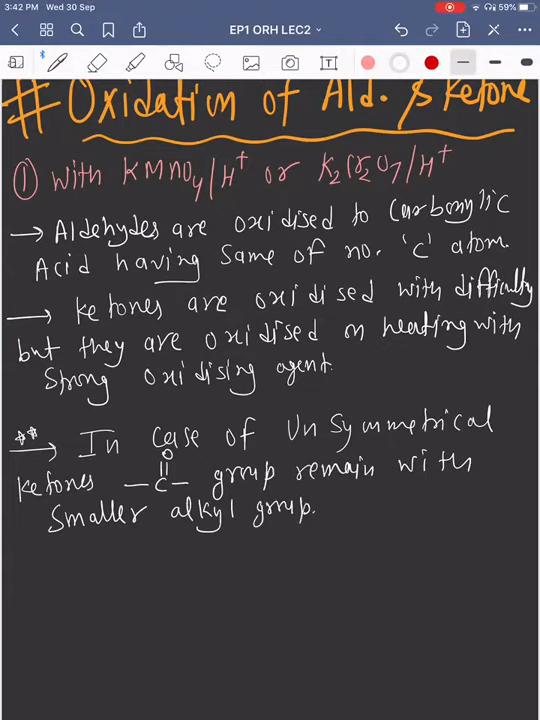 3:42 PM Wed 30 Sep 59%
EP1 ORH LEC2
# Oxidation of Ald. & Ketone
① With KMnO4/H+ or K2Cr2O7/H+
→ Aldehydes are oxidised to Carboxylic
Acid having Same of no. 'C' atom.
→ Ketones are oxidised with difficulty
but they are oxidised on heating with
Strong oxidising agent.
** → In Case of UnSymmetrical
O
Ketones –C– group remain with
Smaller alkyl group.